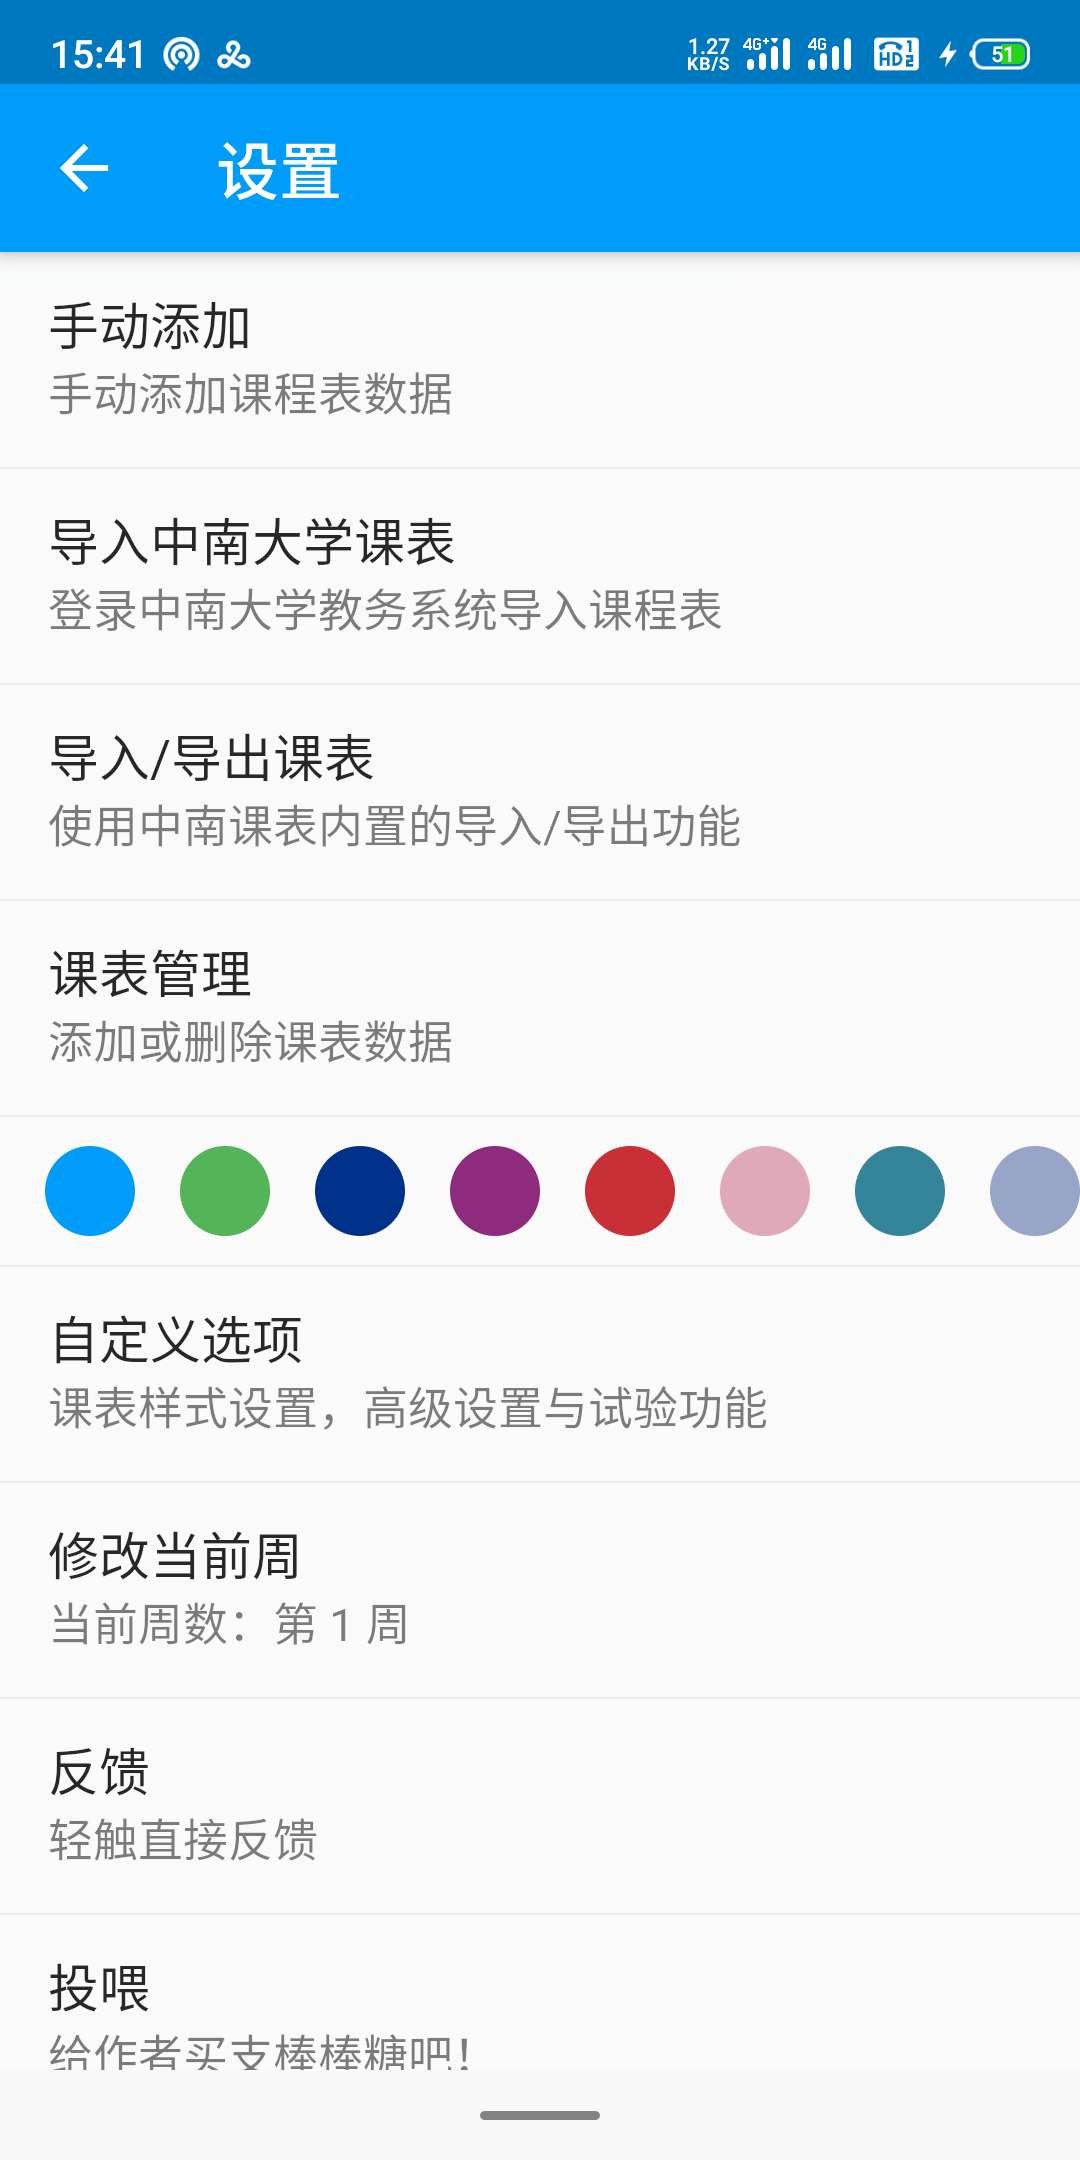 15:41
1.27 KB/S 4G+ 4G HD 1 2 51
设置
手动添加
手动添加课程表数据
导入中南大学课表
登录中南大学教务系统导入课程表
导入/导出课表
使用中南课表内置的导入/导出功能
课表管理
添加或删除课表数据
自定义选项
课表样式设置，高级设置与试验功能
修改当前周
当前周数：第 1 周
反馈
轻触直接反馈
投喂
给作者买支棒棒糖吧！